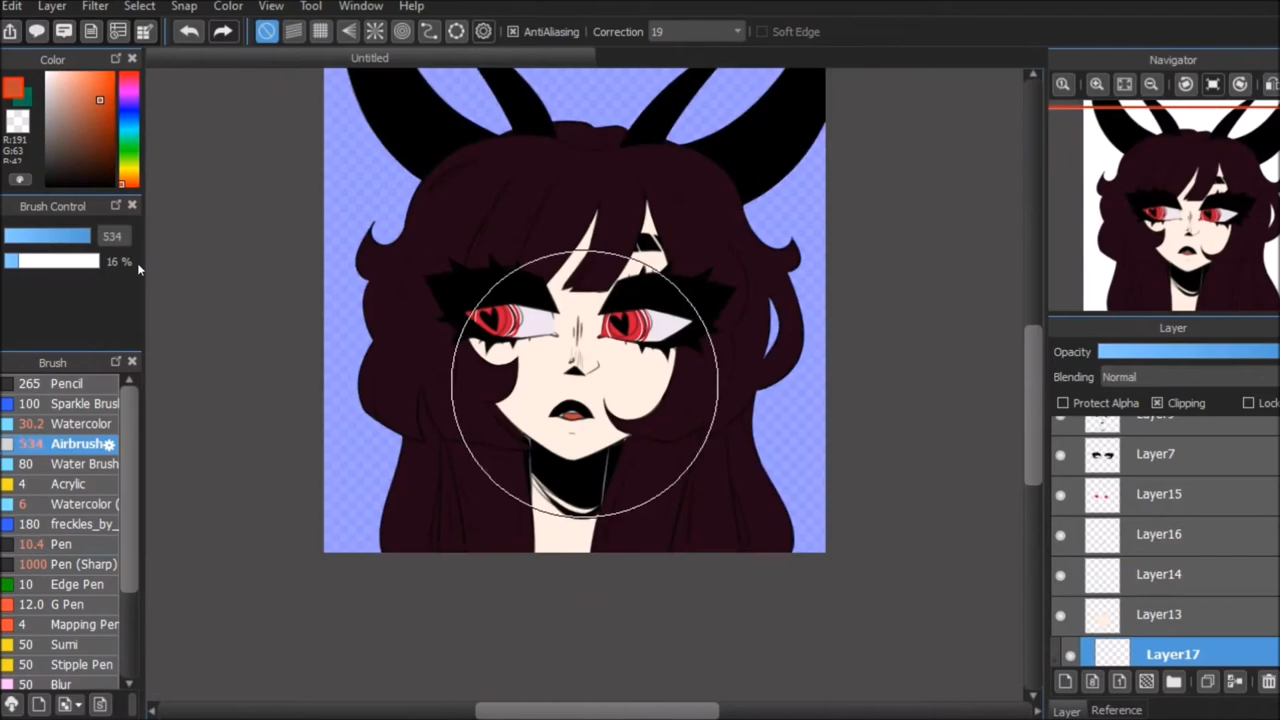 Edit Layer Filter Select Snap Color View Tool Window Help
AntiAliasing Correction 19 Soft Edge
Color
Untitled
Navigator
R:191
G:63
B:42
Brush Control
534
16 %
Brush
265 Pencil
100 Sparkle Brus
30.2 Watercolor
534 Airbrush
80 Water Brush
4 Acrylic
6 Watercolor (
180 freckles_by_
10.4 Pen
1000 Pen (Sharp)
10 Edge Pen
12.0 G Pen
4 Mapping Pen
50 Sumi
50 Stipple Pen
50 Blur
Layer
Opacity
Blending Normal
Protect Alpha Clipping Lock
Layer7
Layer15
Layer16
Layer14
Layer13
Layer17
Layer Reference